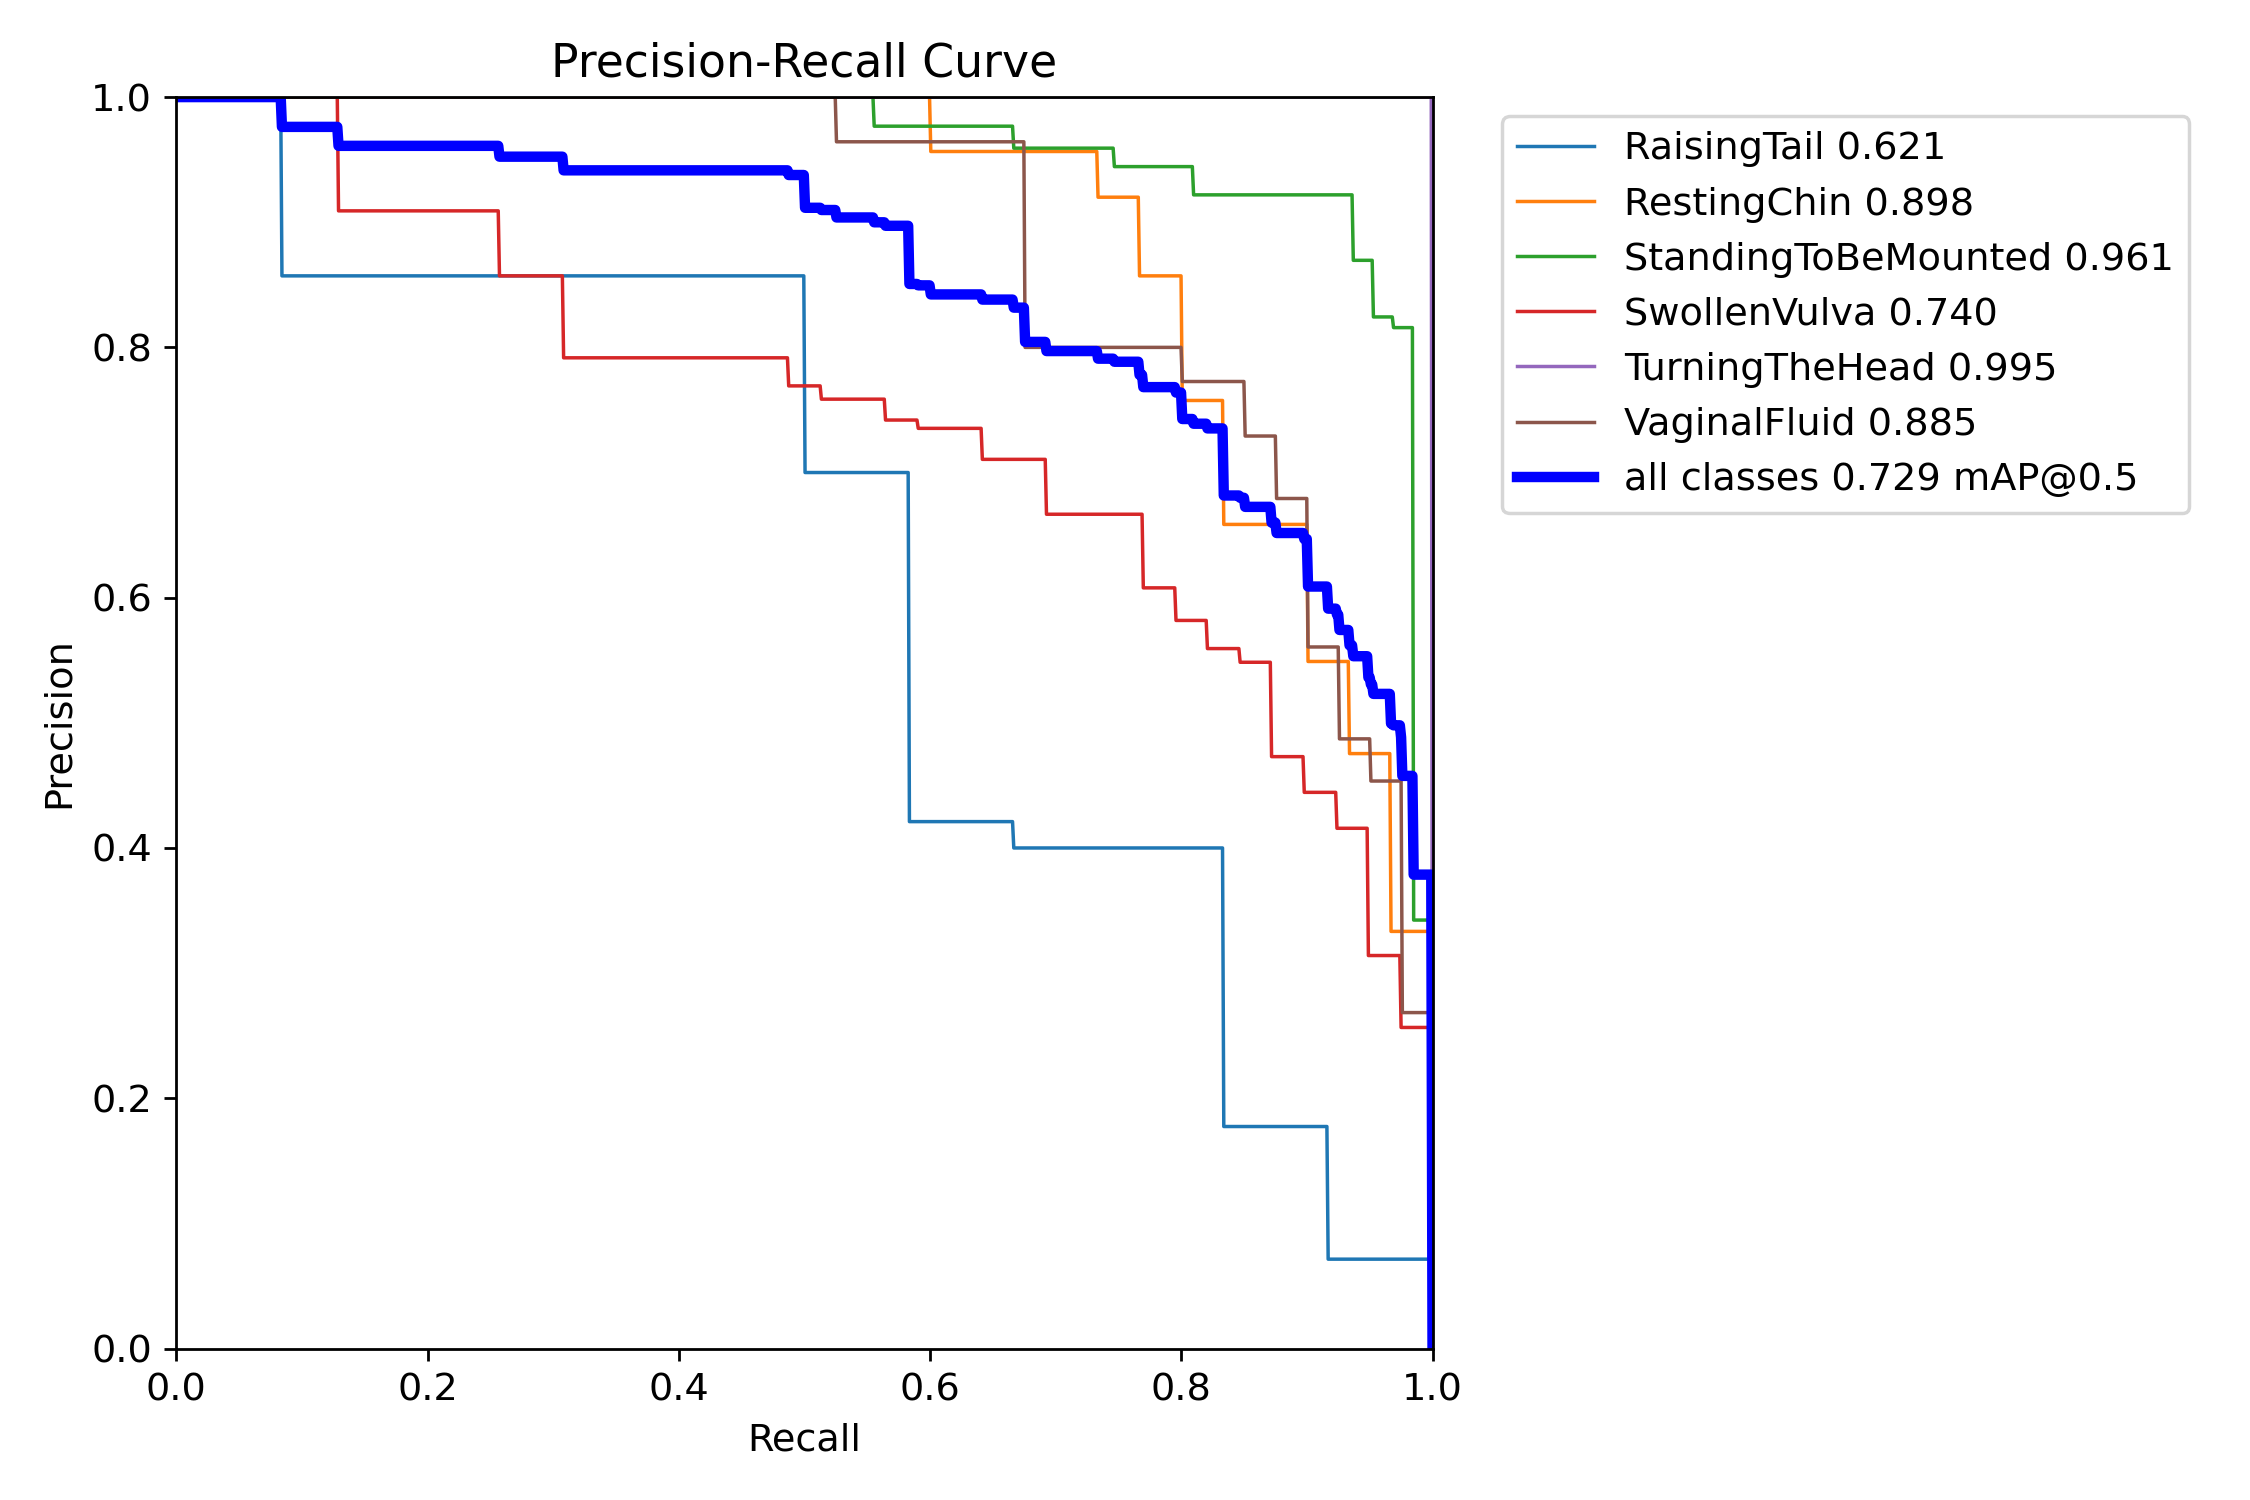 Precision-Recall Curve
1.0
0.8
0.6
0.4
0.2
0.0
Precision
0.0 0.2 0.4 0.6 0.8 1.0
Recall
RaisingTail 0.621
RestingChin 0.898
StandingToBeMounted 0.961
SwollenVulva 0.740
TurningTheHead 0.995
VaginalFluid 0.885
all classes 0.729 mAP@0.5